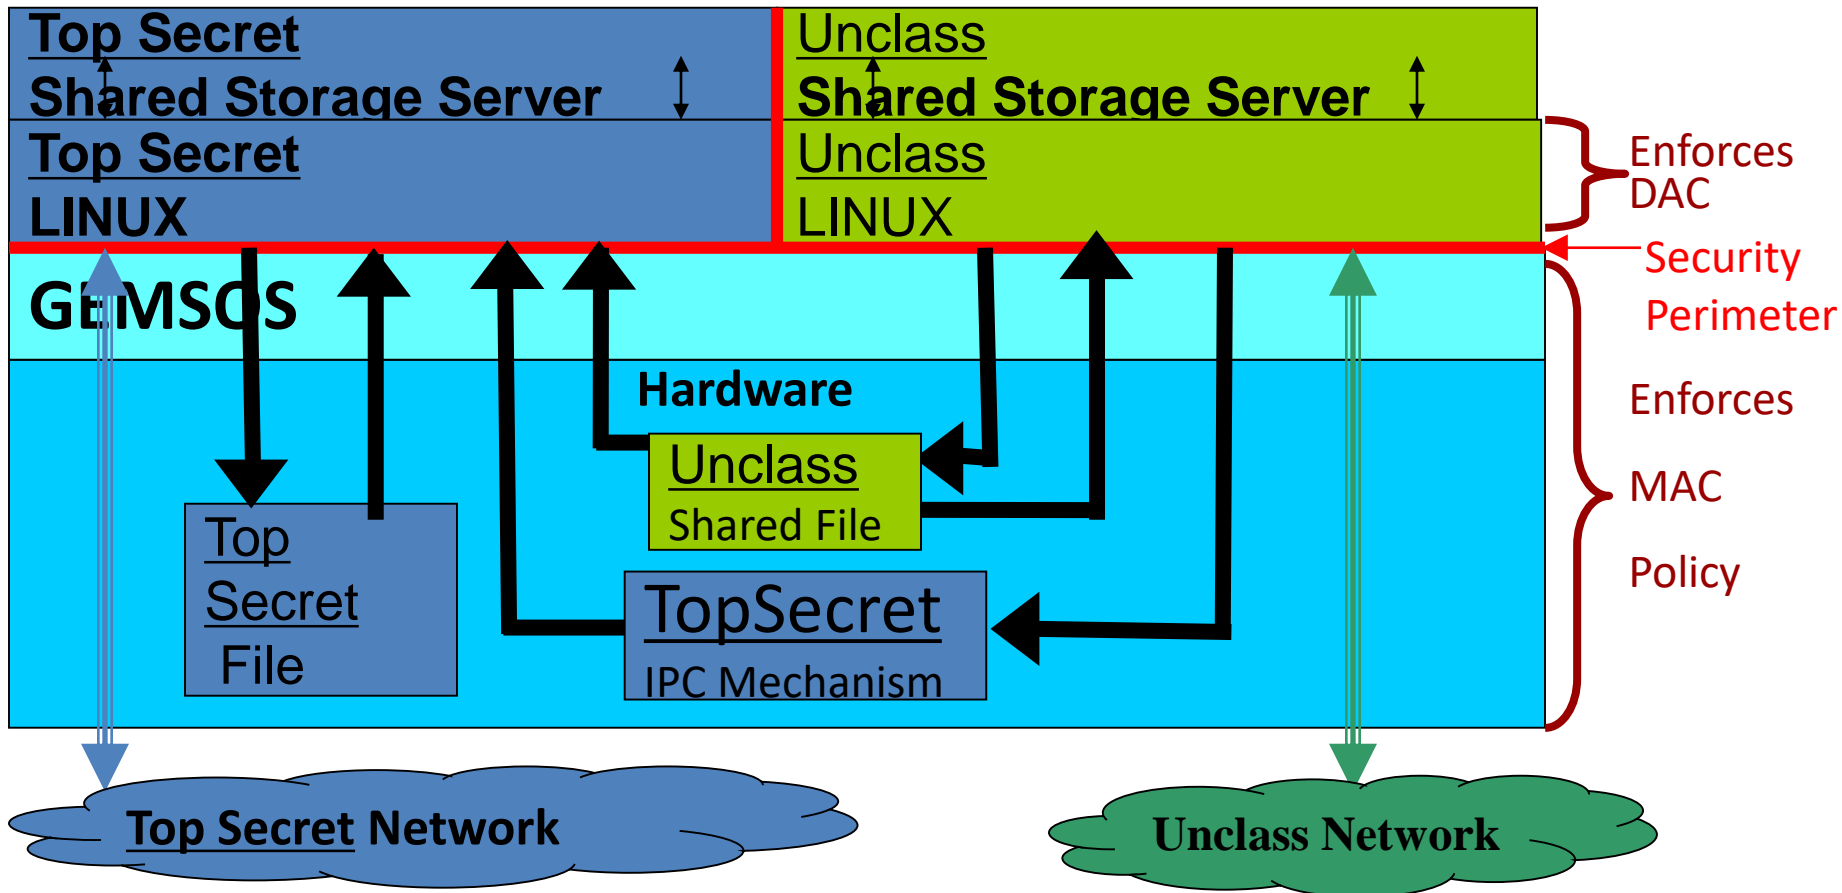 Top Secret
Shared Storage Server
Top Secret
LINUX
Unclass
Shared Storage Server
Unclass
LINUX
Enforces
DAC
Security
Perimeter
GEMSOS
Hardware
Unclass
Shared File
Top
Secret
File
TopSecret
IPC Mechanism
Enforces
MAC
Policy
Top Secret Network
Unclass Network